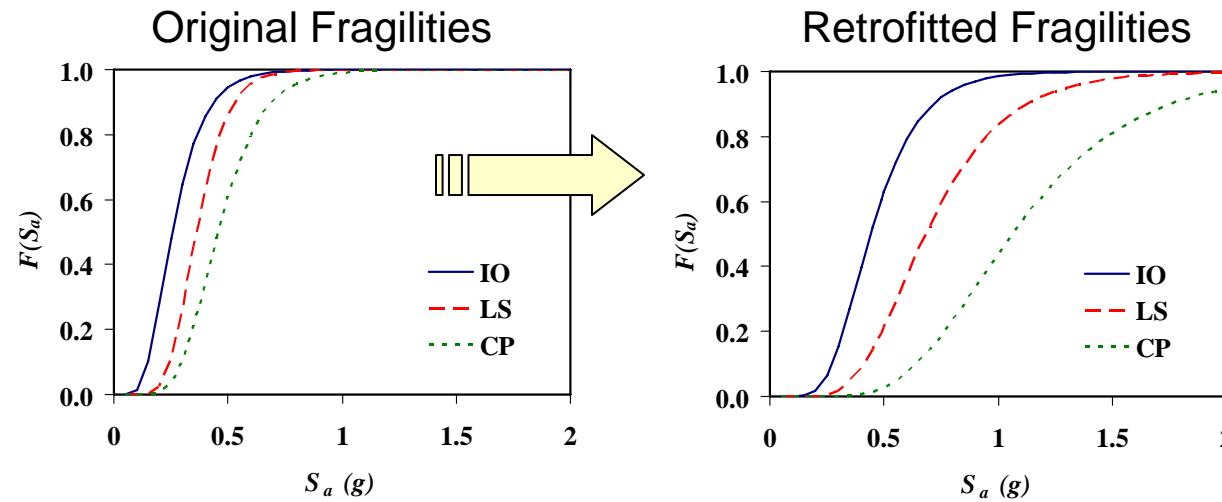 Original Fragilities
1.0
0.8
0.6
0.4
0.2
0.0
F(Sa)
IO
LS
CP
0 0.5 1 1.5 2
S a (g)
Retrofitted Fragilities
1.0
0.8
0.6
0.4
0.2
0.0
F(Sa)
IO
LS
CP
0 0.5 1 1.5 2
S a (g)